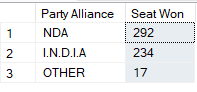 Party Alliance Seat Won
1 NDA 292
2 I.N.D.I.A 234
3 OTHER 17